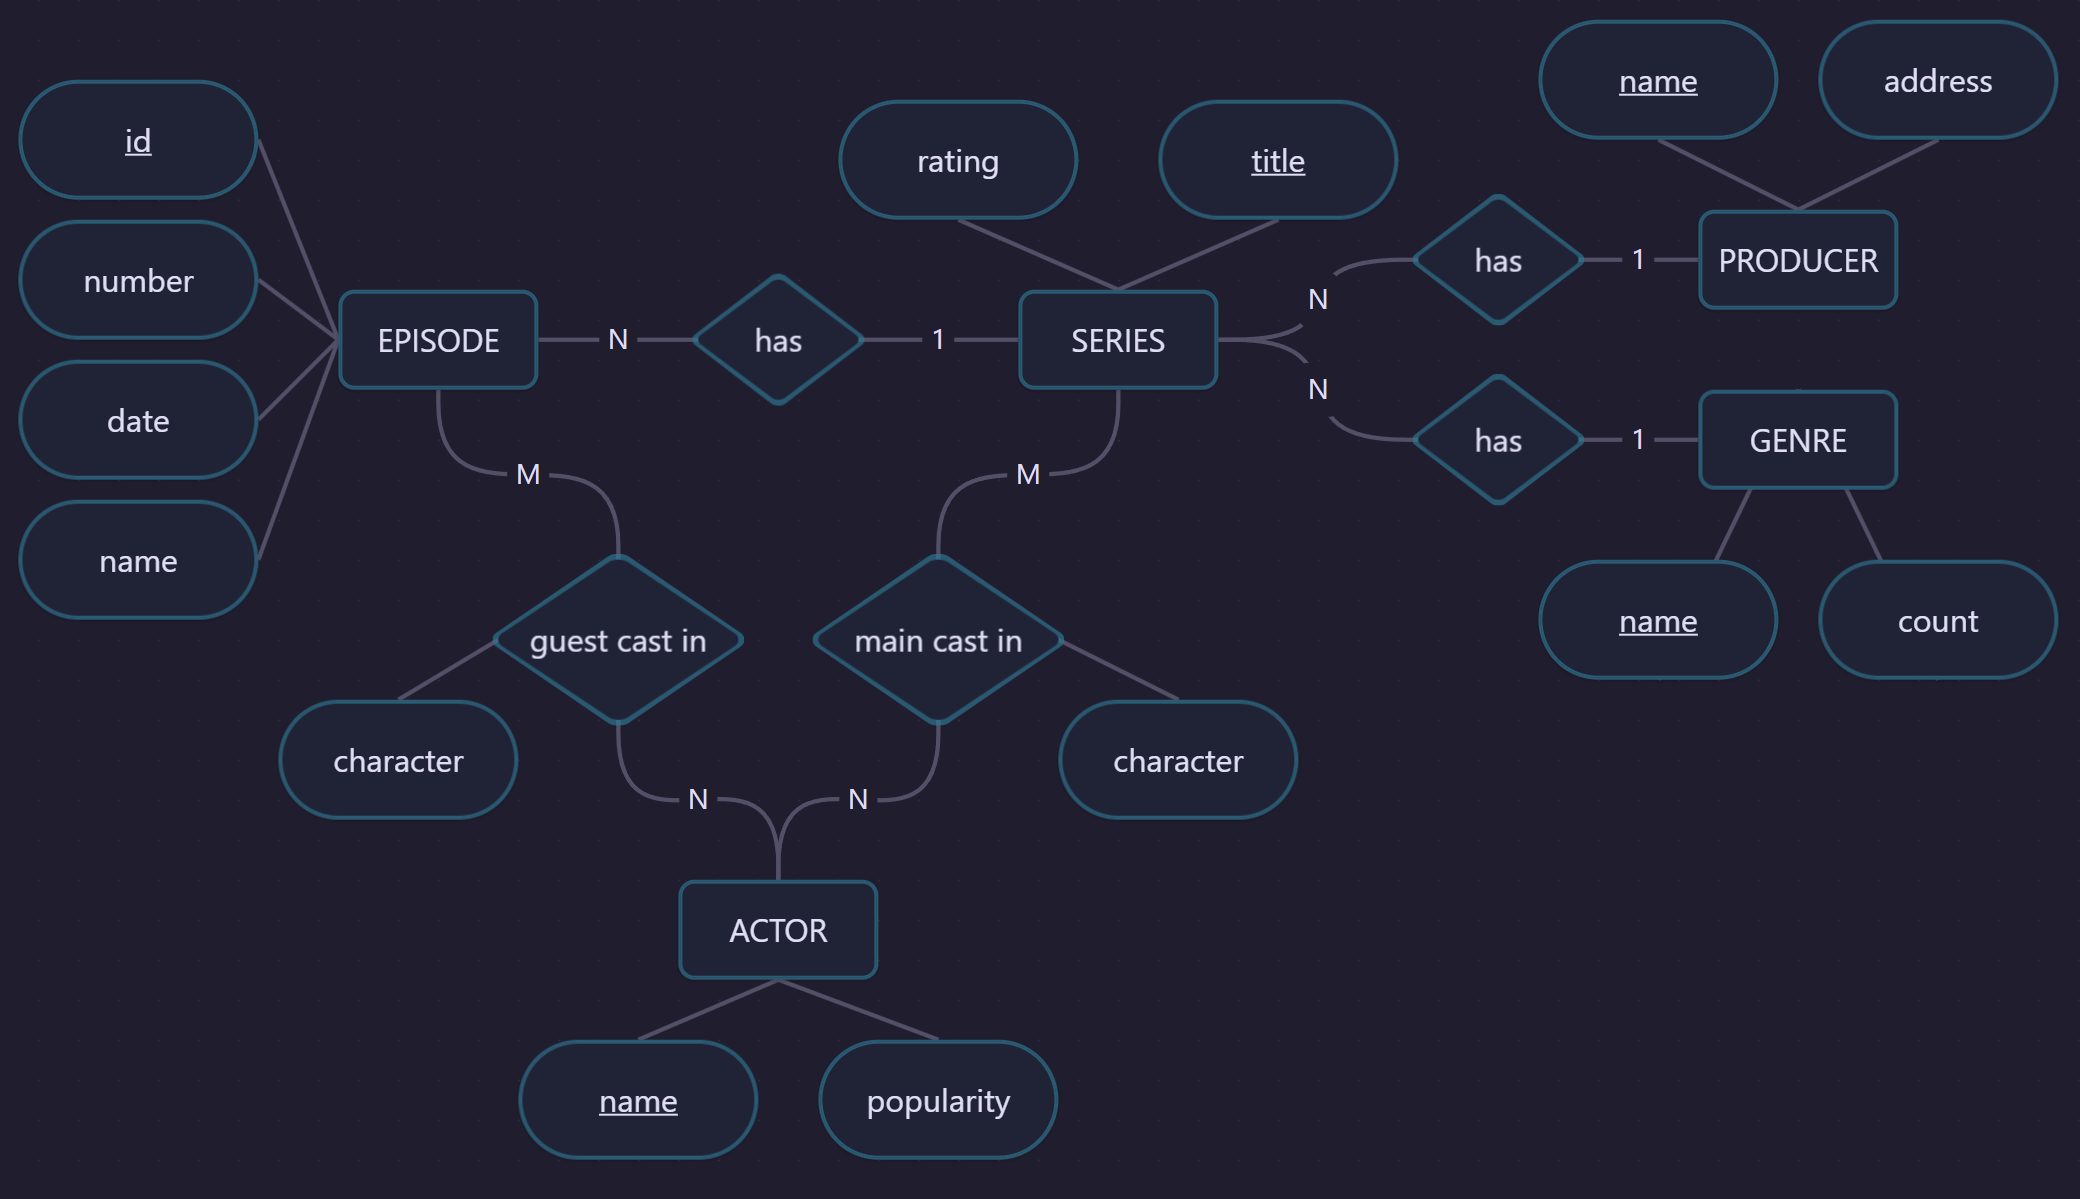 name
address
id
rating
title
number
has
1
PRODUCER
N
EPISODE
N
has
1
SERIES
N
has
1
GENRE
date
M
M
name
guest cast in
main cast in
name
count
character
character
N
N
ACTOR
name
popularity